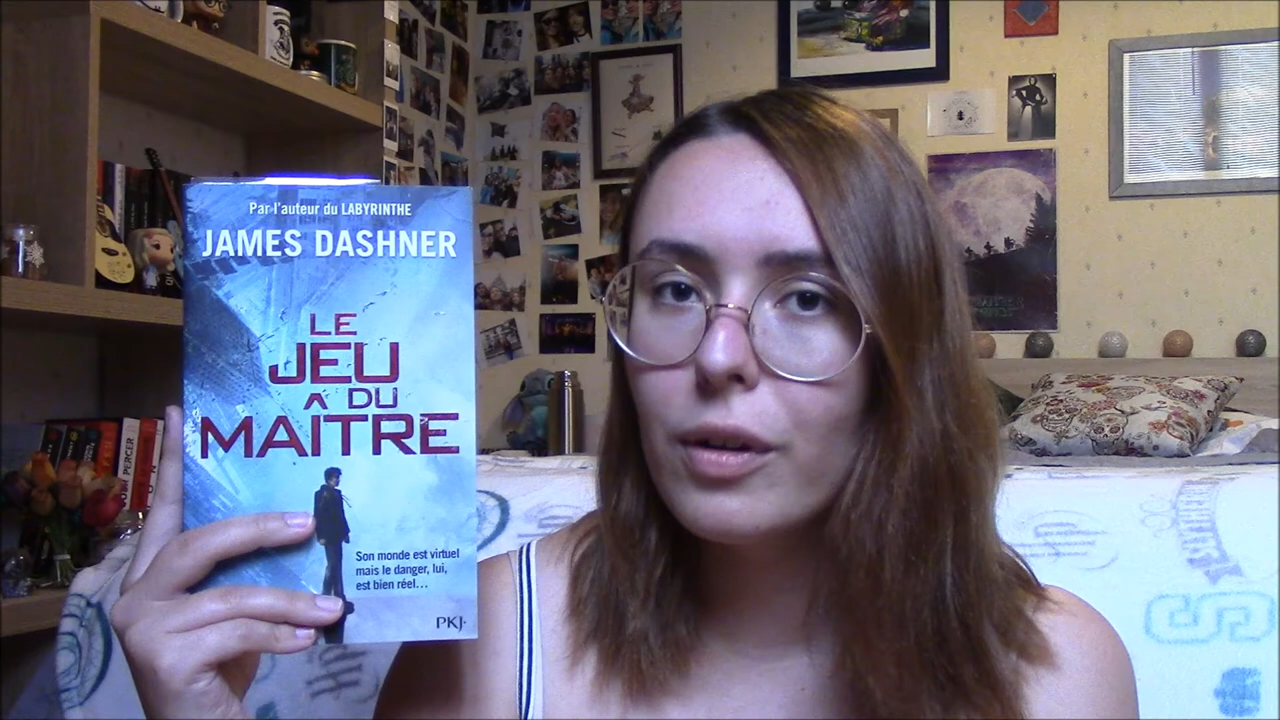 Par l'auteur du LABYRINTHE
JAMES DASHNER
LE
JEU
DU
MAÎTRE
Son monde est virtuel
mais le danger, lui,
est bien réel...
PKJ.